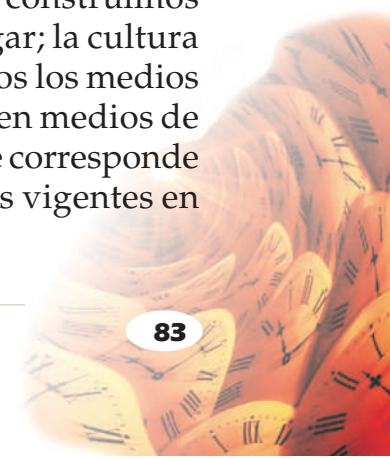 construimos
gar; la cultura
os los medios
en medios de
e corresponde
s vigentes en
83